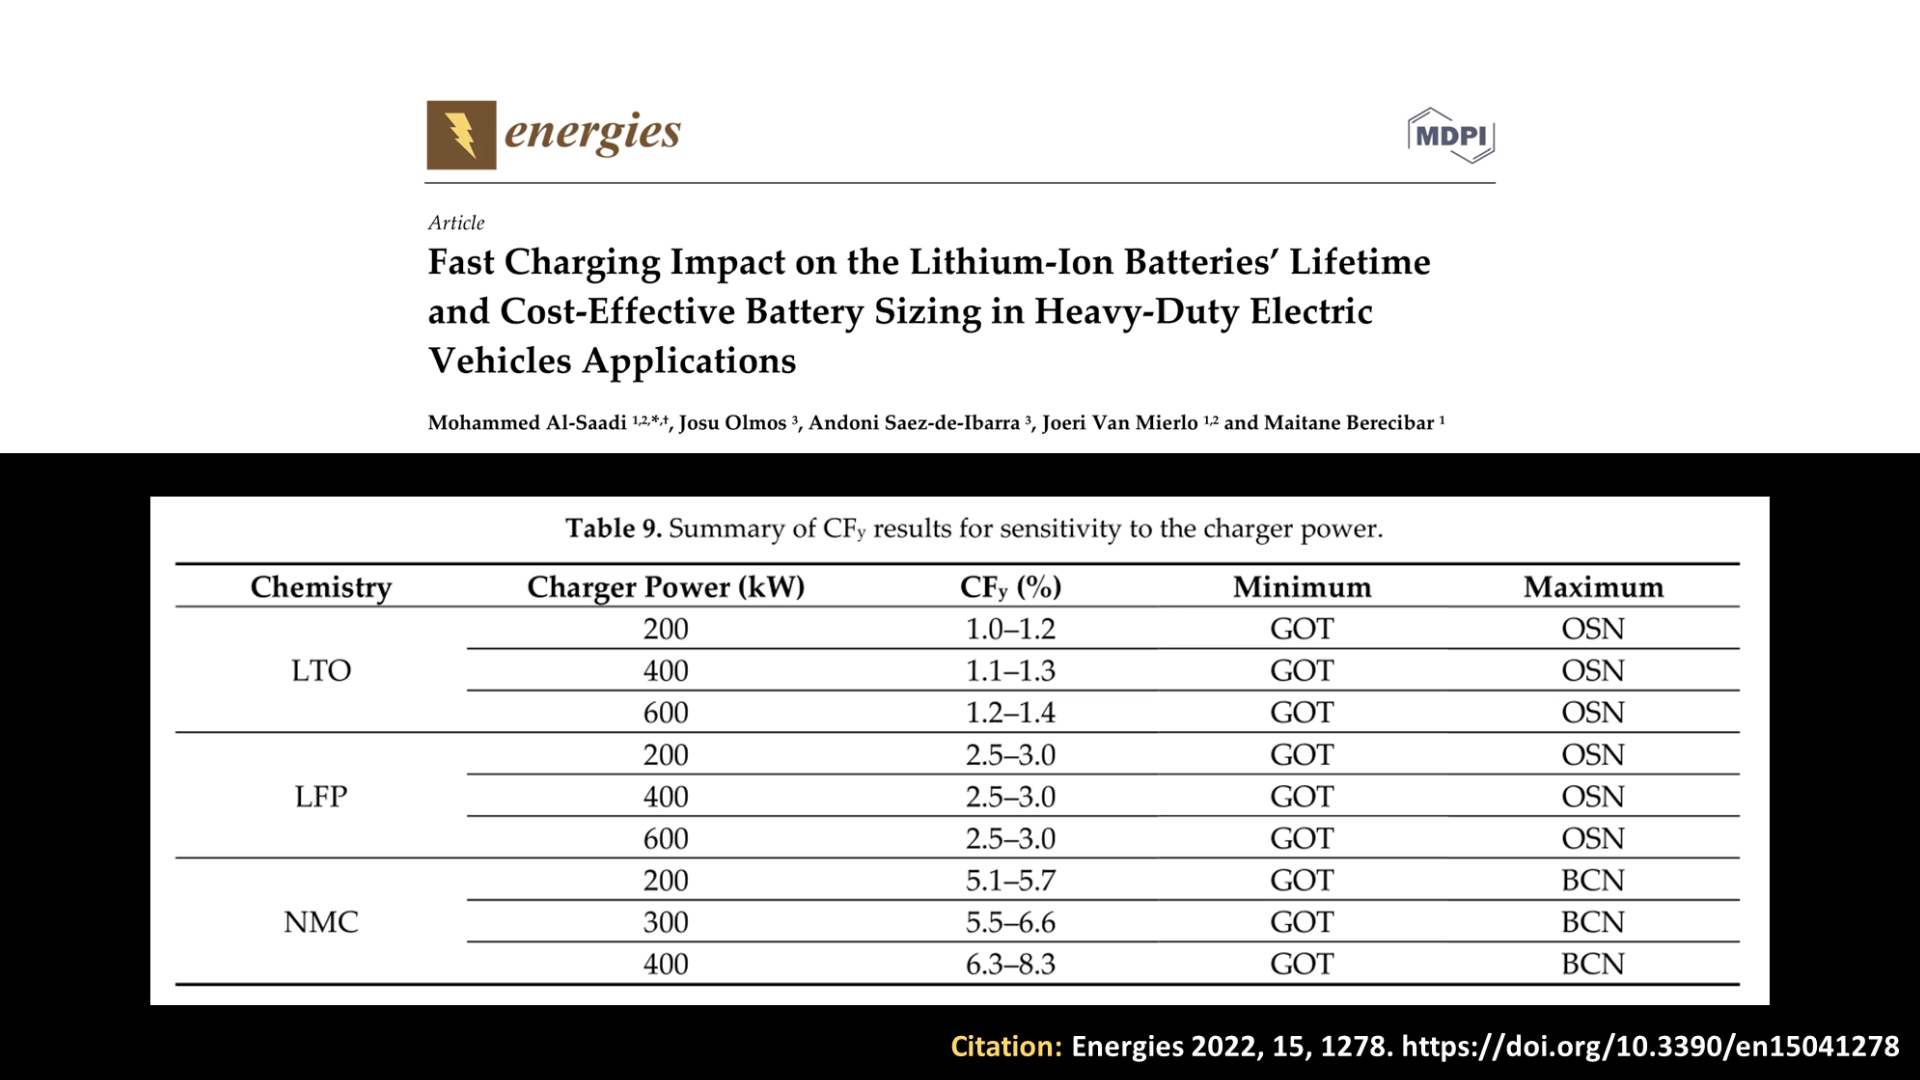 energies
MDPI
Article
Fast Charging Impact on the Lithium-Ion Batteries’ Lifetime
and Cost-Effective Battery Sizing in Heavy-Duty Electric
Vehicles Applications
Mohammed Al-Saadi ¹,²,*,†, Josu Olmos ³, Andoni Saez-de-Ibarra ³, Joeri Van Mierlo ¹,² and Maitane Berecibar ¹
Table 9. Summary of CFy results for sensitivity to the charger power.
Chemistry Charger Power (kW) CFy (%) Minimum Maximum
200 1.0–1.2 GOT OSN
LTO 400 1.1–1.3 GOT OSN
600 1.2–1.4 GOT OSN
200 2.5–3.0 GOT OSN
LFP 400 2.5–3.0 GOT OSN
600 2.5–3.0 GOT OSN
200 5.1–5.7 GOT BCN
NMC 300 5.5–6.6 GOT BCN
400 6.3–8.3 GOT BCN
Citation: Energies 2022, 15, 1278. https://doi.org/10.3390/en15041278